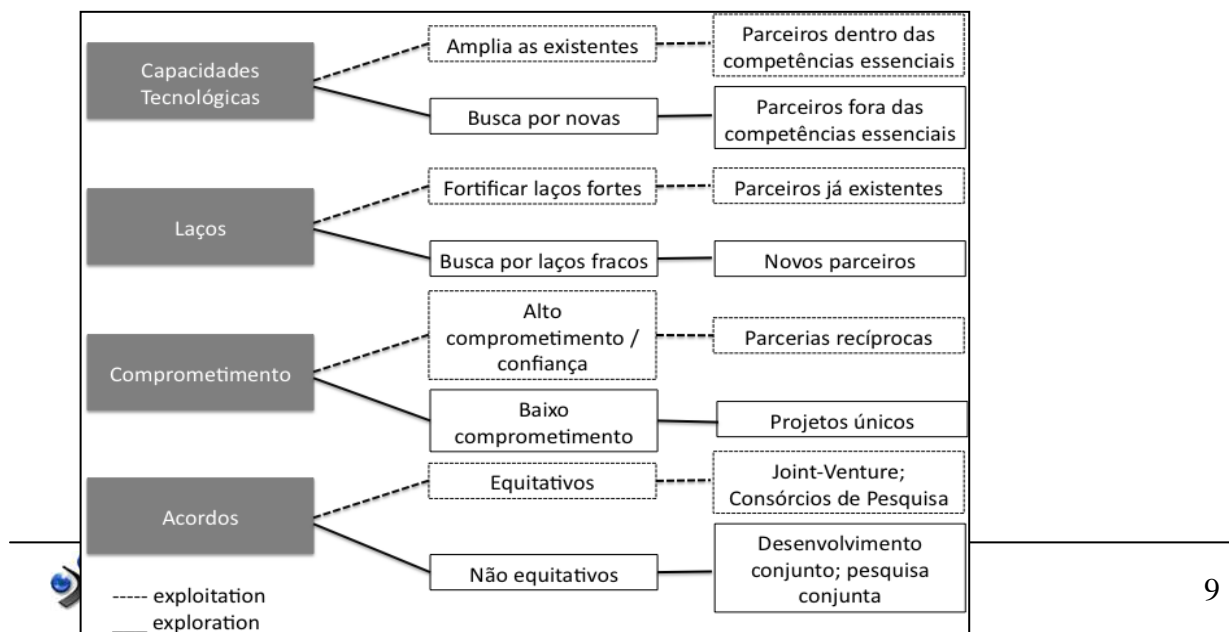 Capacidades
Tecnológicas
Amplia as existentes
Parceiros dentro das
competências essenciais
Busca por novas
Parceiros fora das
competências essenciais
Laços
Fortificar laços fortes
Parceiros já existentes
Busca por laços fracos
Novos parceiros
Comprometimento
Alto
comprometimento /
confiança
Parcerias recíprocas
Baixo
comprometimento
Projetos únicos
Acordos
Equitativos
Joint-Venture;
Consórcios de Pesquisa
Não equitativos
Desenvolvimento
conjunto; pesquisa
conjunta
----- exploitation
___ exploration
9